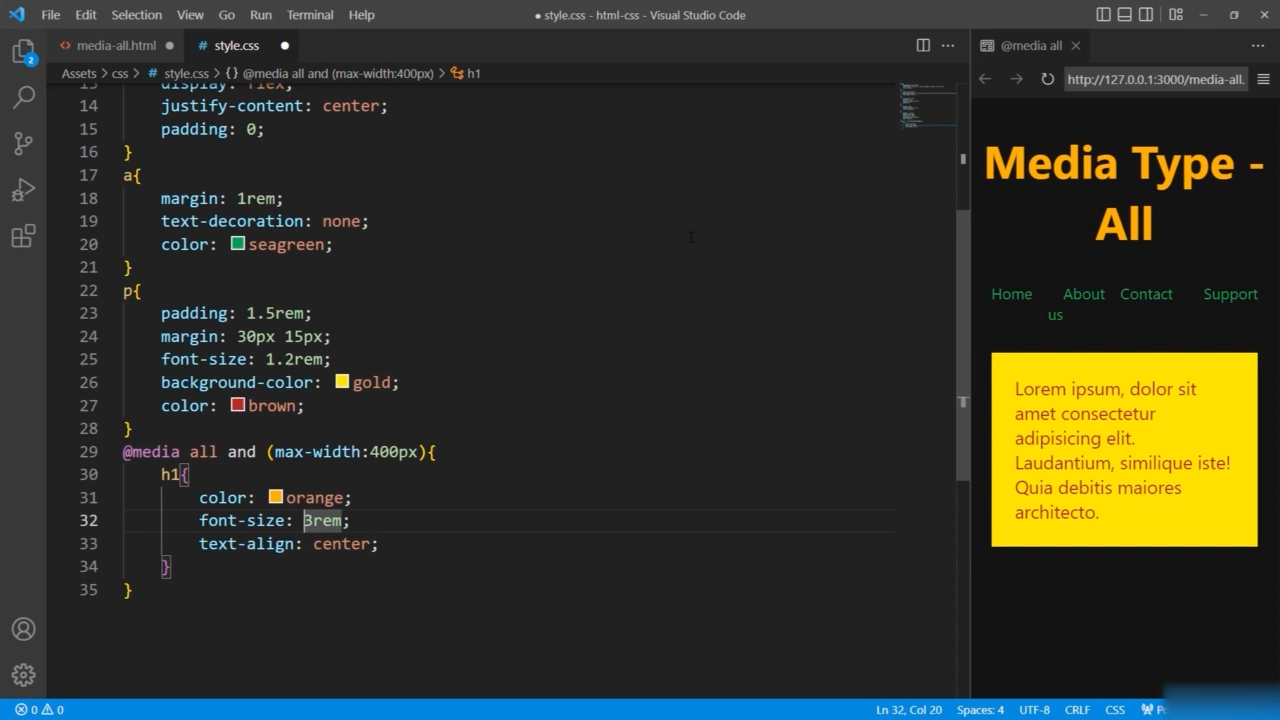 File Edit Selection View Go Run Terminal Help
● style.css - html-css - Visual Studio Code
media-all.html
# style.css
@media all
Assets > css > # style.css > {} @media all and (max-width:400px) > h1
http://127.0.0.1:3000/media-all.
2
13 display: flex;
14 justify-content: center;
15 padding: 0;
16 }
17 a{
18 margin: 1rem;
19 text-decoration: none;
20 color: seagreen;
21 }
22 p{
23 padding: 1.5rem;
24 margin: 30px 15px;
25 font-size: 1.2rem;
26 background-color: gold;
27 color: brown;
28 }
29 @media all and (max-width:400px){
30 h1{
31 color: orange;
32 font-size: 3rem;
33 text-align: center;
34 }
35 }
Media Type -
All
Home About Contact Support
us
Lorem ipsum, dolor sit
amet consectetur
adipisicing elit.
Laudantium, similique iste!
Quia debitis maiores
architecto.
0 0
Ln 32, Col 20 Spaces: 4 UTF-8 CRLF CSS